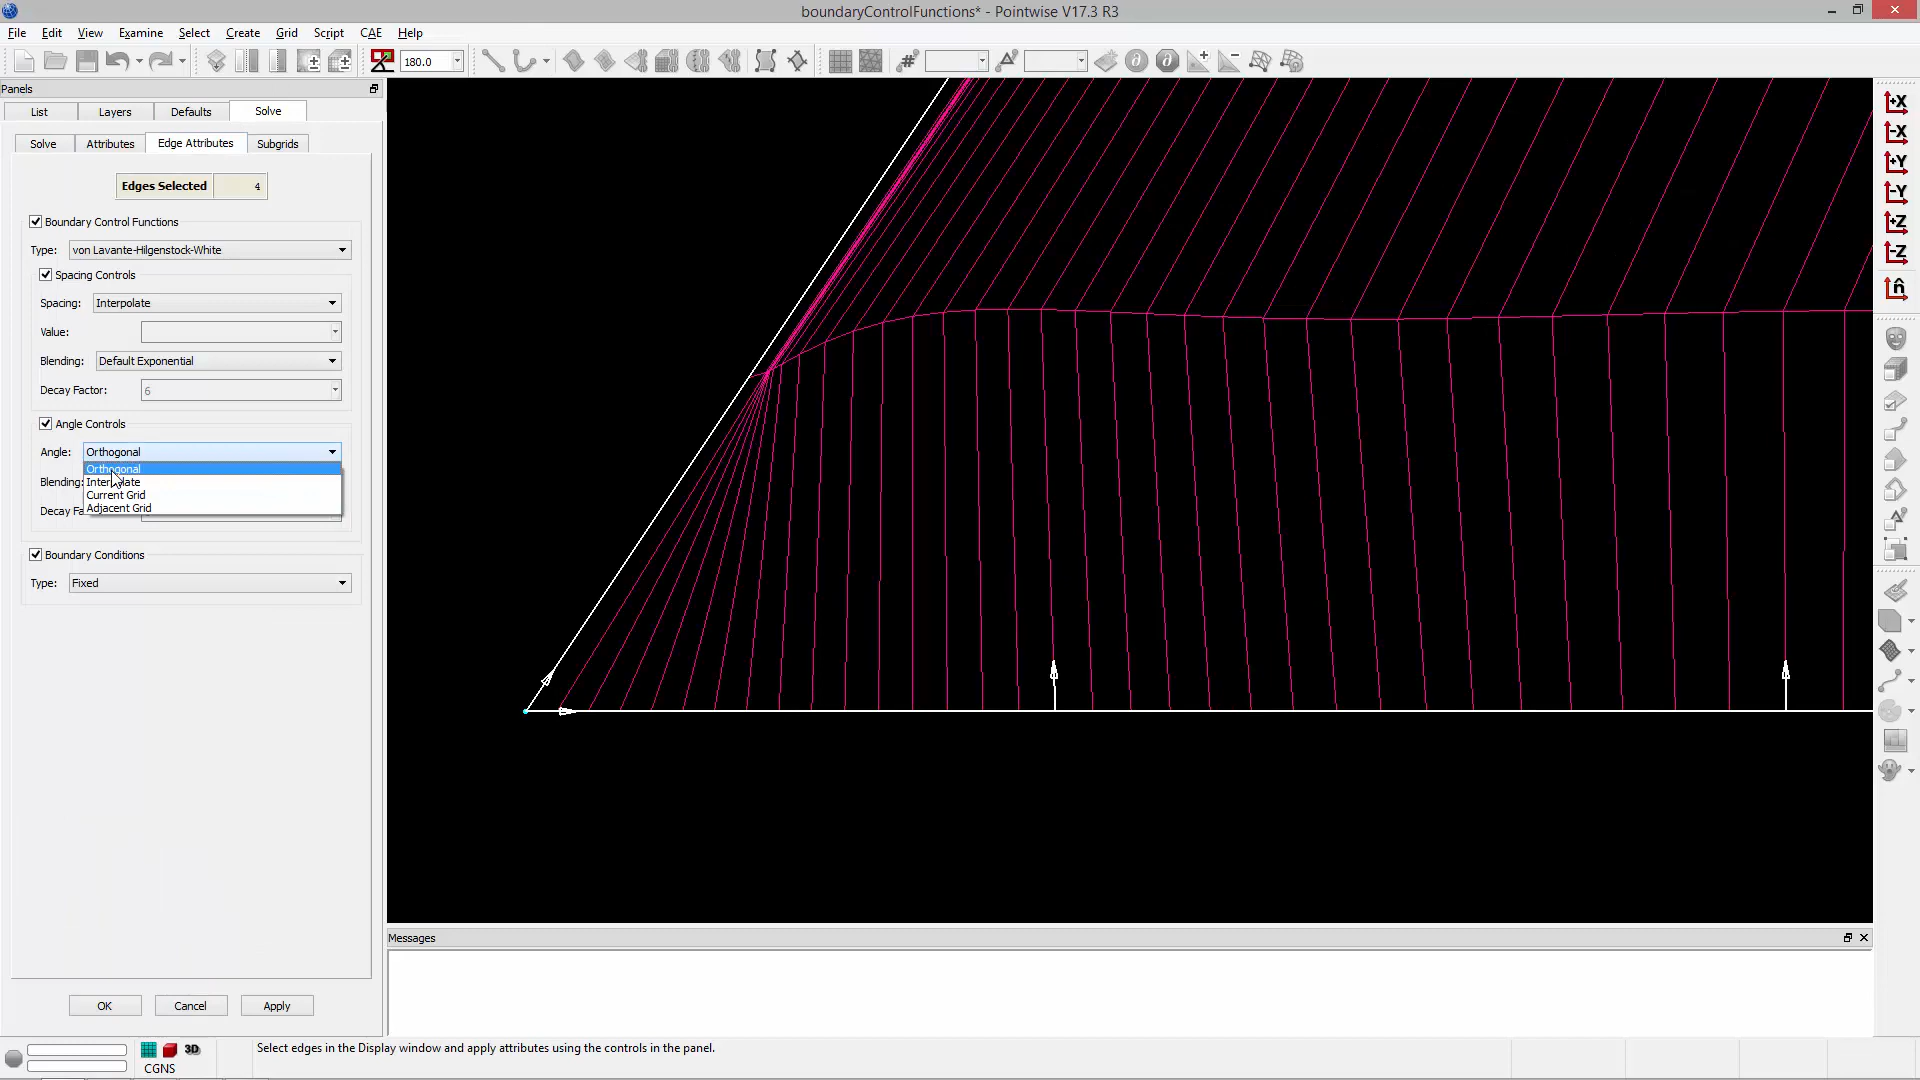 boundaryControlFunctions* - Pointwise V17.3 R3
File Edit View Examine Select Create Grid Script CAE Help
180.0
Panels
List Layers Defaults Solve
Solve Attributes Edge Attributes Subgrids
Edges Selected 4
Boundary Control Functions
Type: von Lavante-Hilgenstock-White
Spacing Controls
Spacing: Interpolate
Value:
Blending: Default Exponential
Decay Factor: 6
Angle Controls
Angle: Orthogonal
Orthogonal
Blending: Interpolate
Current Grid
Decay Fa
Adjacent Grid
Boundary Conditions
Type: Fixed
OK Cancel Apply
Messages
3D
CGNS
Select edges in the Display window and apply attributes using the controls in the panel.
+X
-X
+Y
-Y
+Z
-Z
n̂